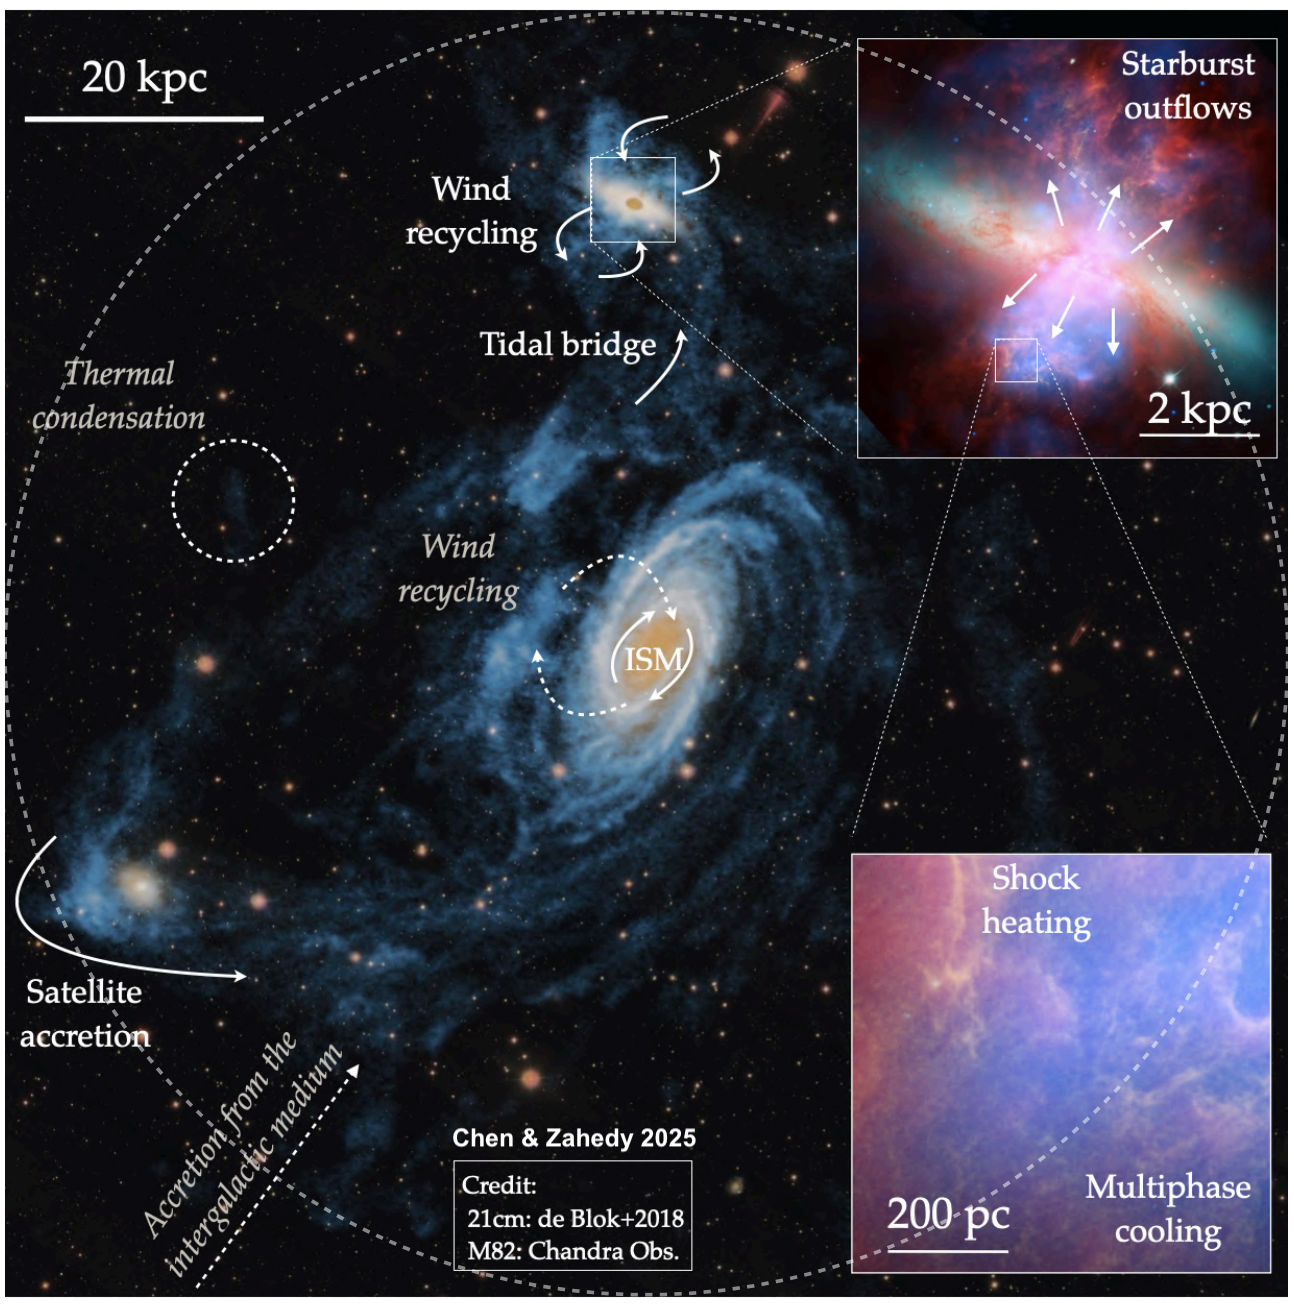 20 kpc
Starburst
outflows
Wind
recycling
Tidal bridge
2 kpc
Thermal
condensation
Wind
recycling
ISM
Shock
heating
Satellite
accretion
Accretion from the
intergalactic medium
Chen & Zahedy 2025
Credit:
21cm: de Blok+2018
M82: Chandra Obs.
200 pc
Multiphase
cooling